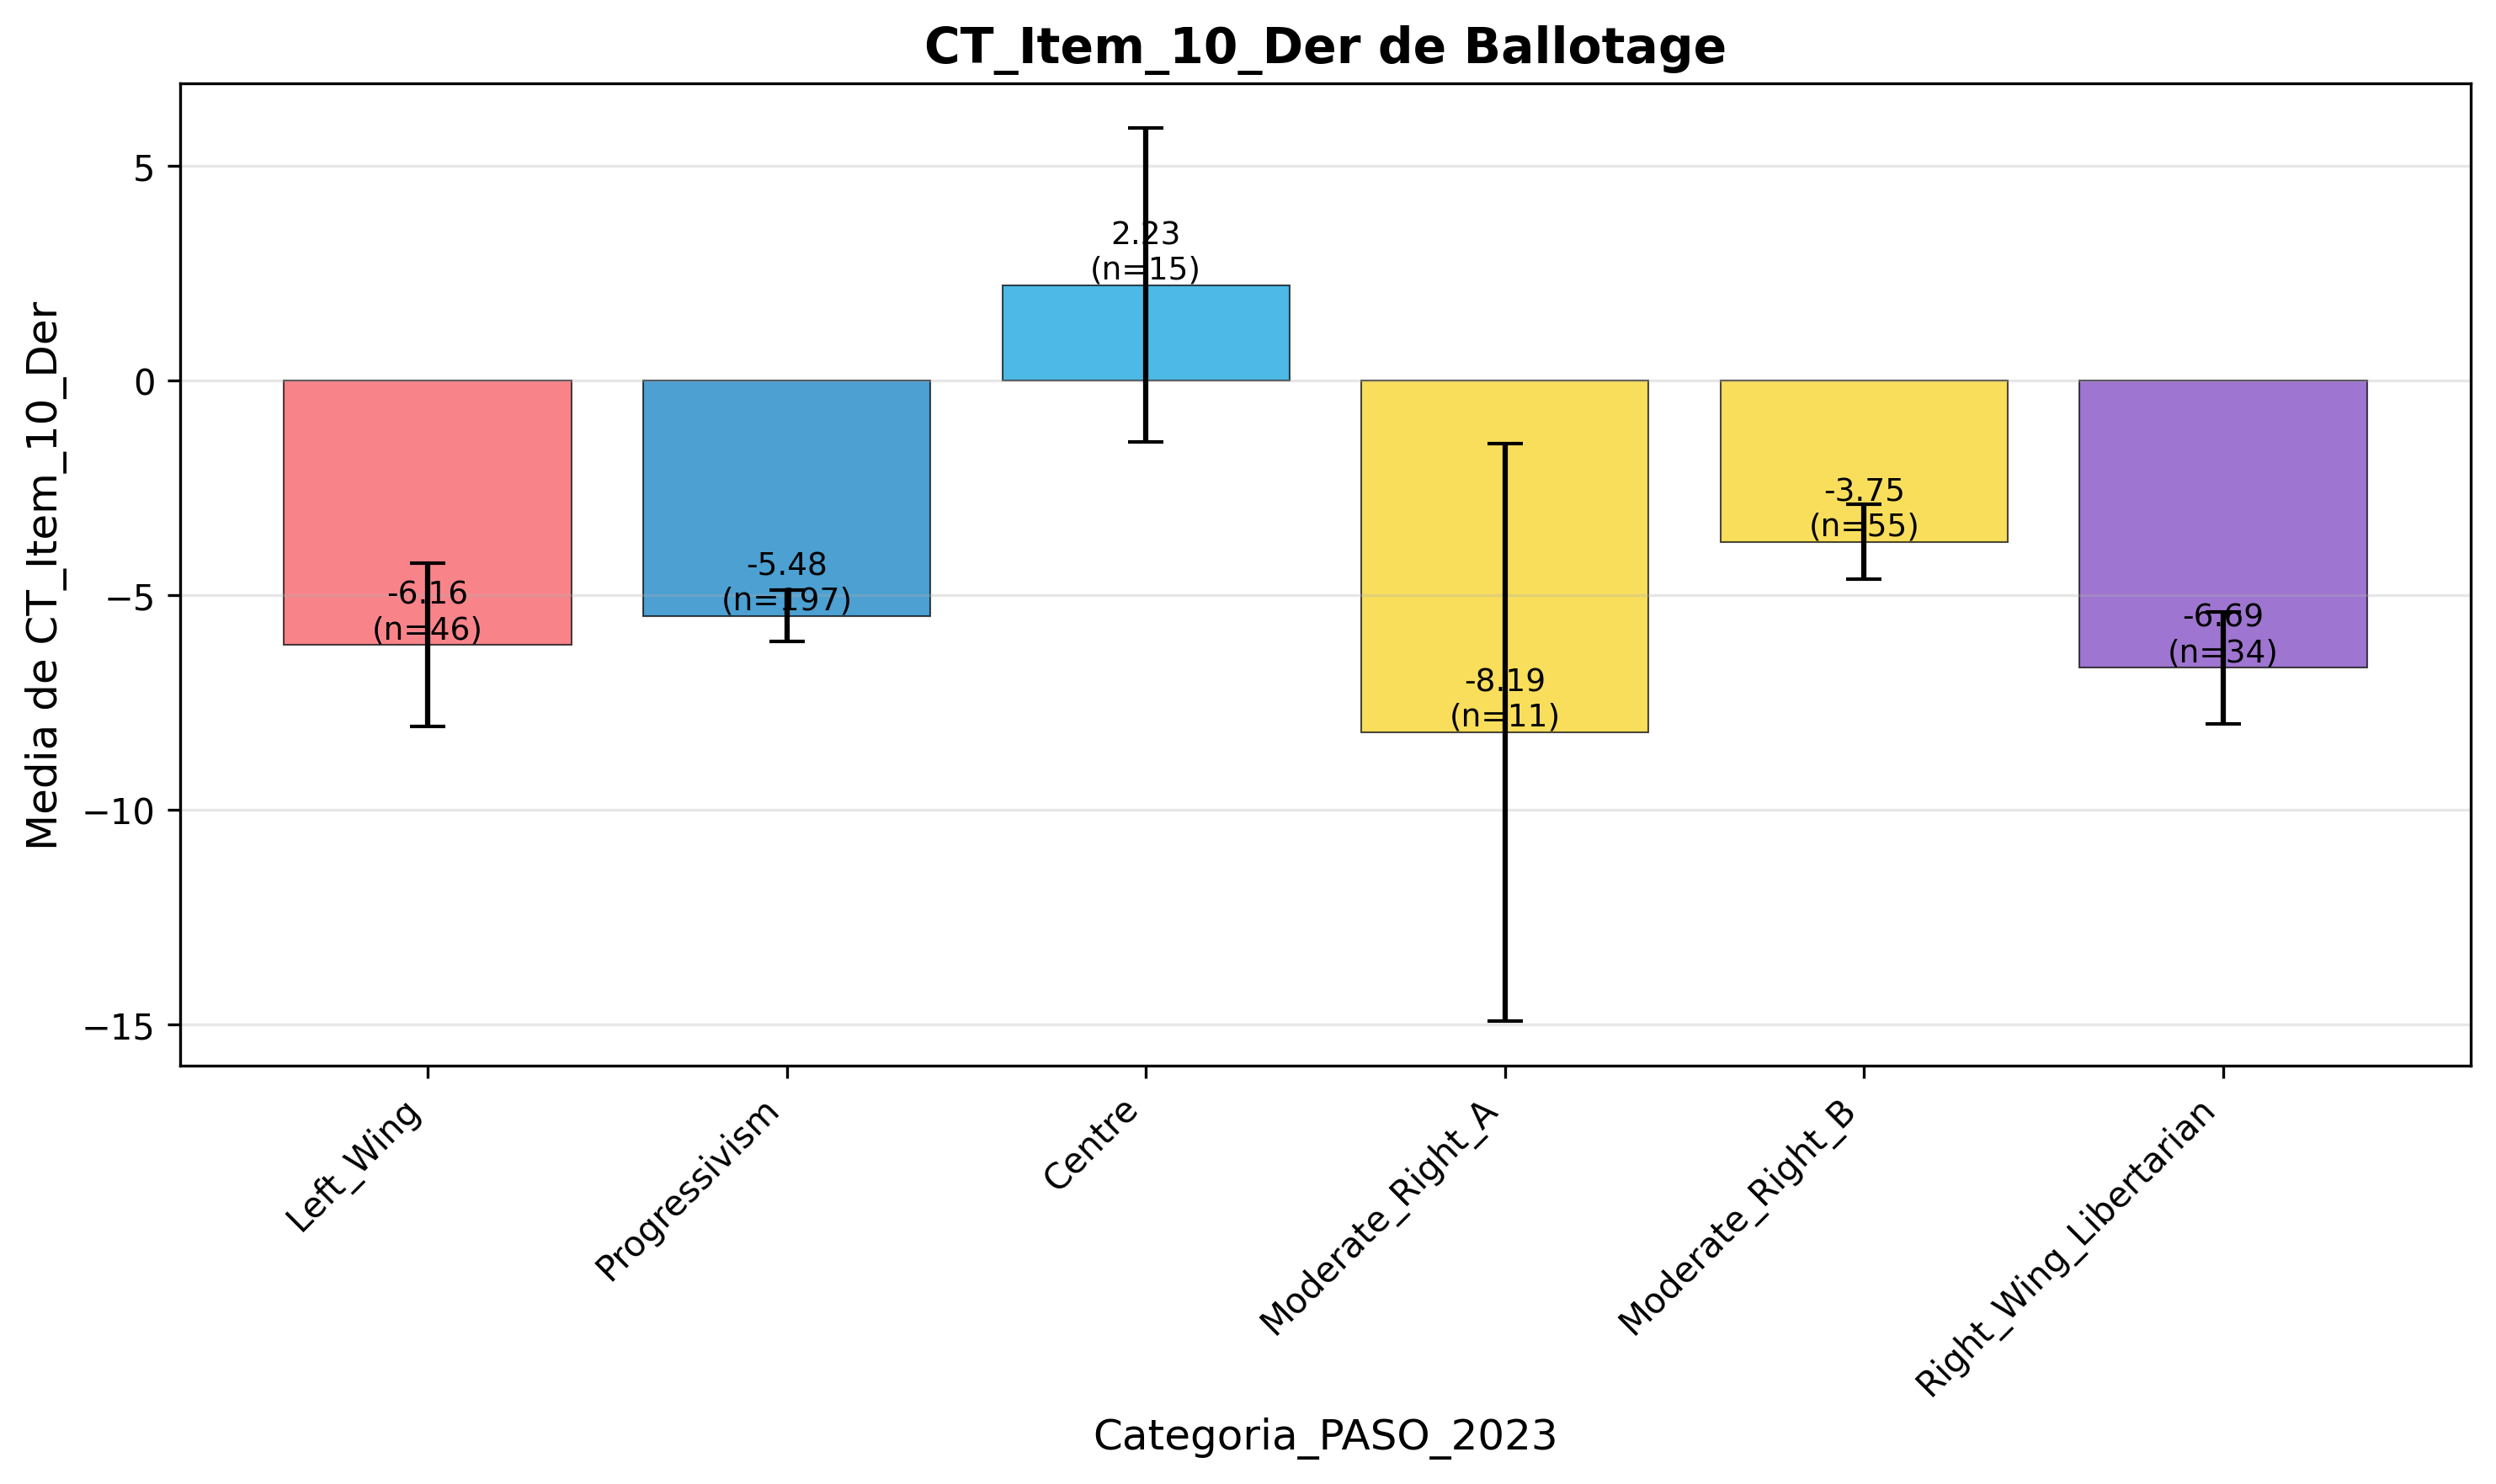 CT_Item_10_Der de Ballotage
Media de CT_Item_10_Der
5
0
−5
−10
−15
-6.16
(n=46)
-5.48
(n=197)
2.23
(n=15)
-8.19
(n=11)
-3.75
(n=55)
-6.69
(n=34)
Left_Wing
Progressivism
Centre
Moderate_Right_A
Moderate_Right_B
Right_Wing_Libertarian
Categoria_PASO_2023